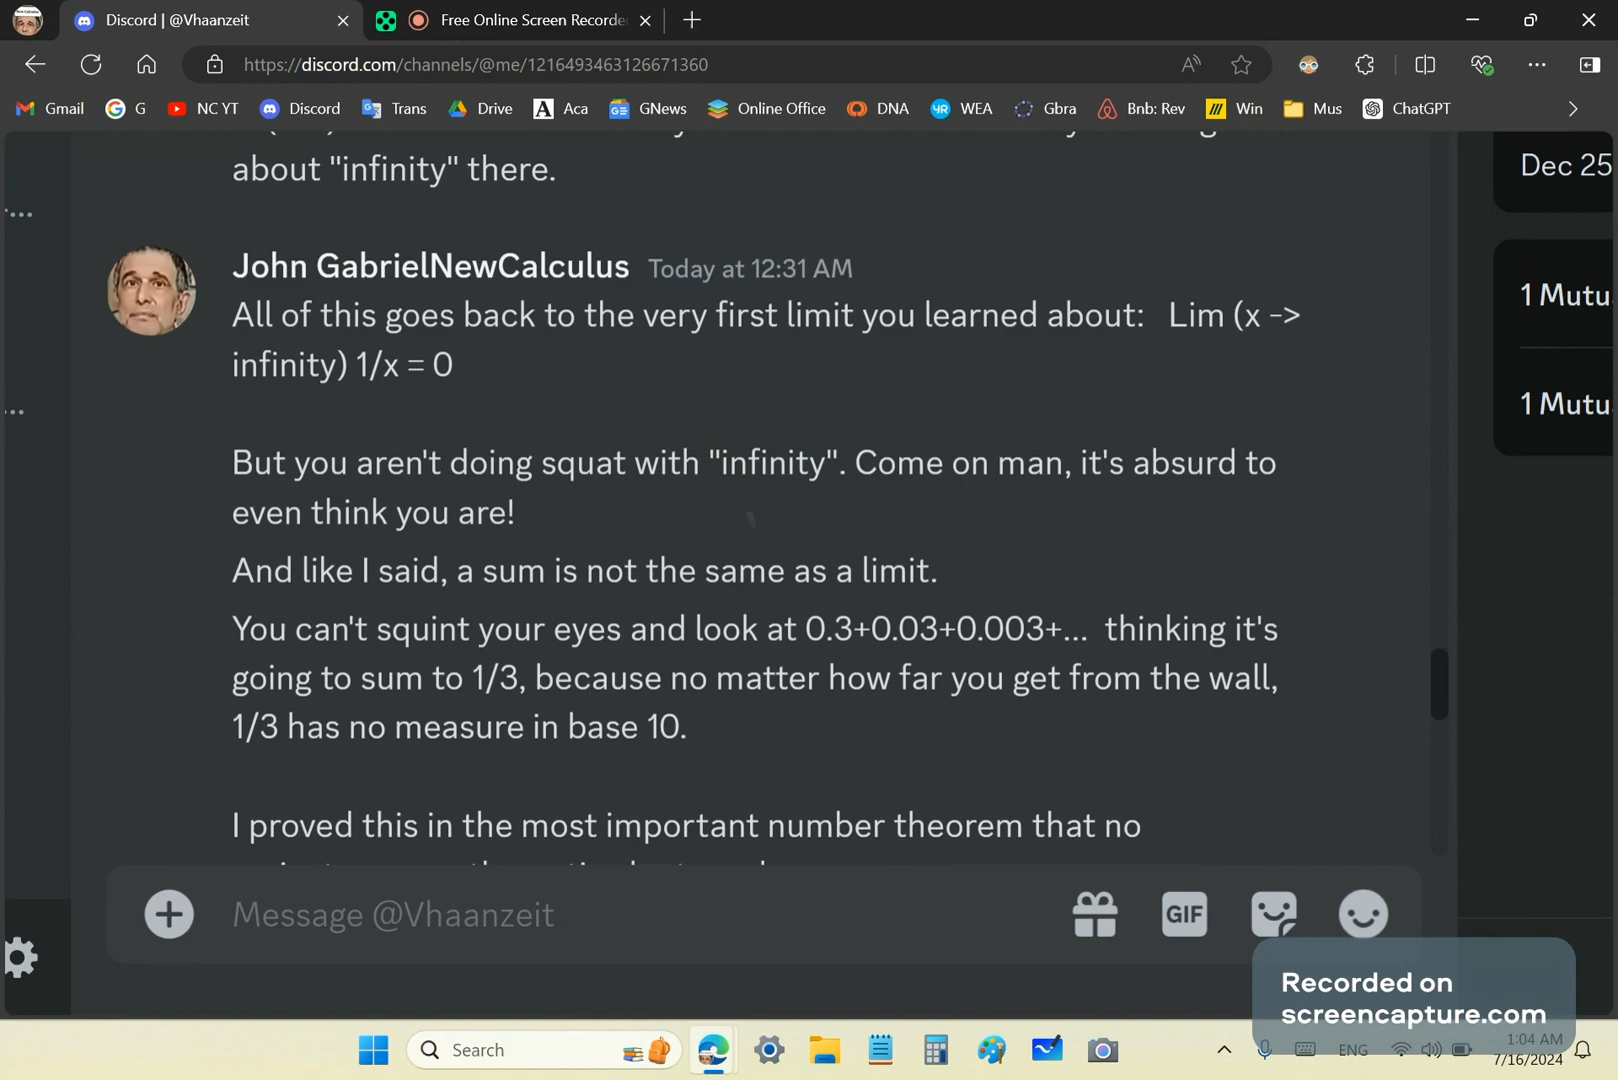 Discord | @Vhaanzeit
Free Online Screen Recorde
https://discord.com/channels/@me/1216493463126671360
Gmail
G
NC YT
Discord
Trans
Drive
A Aca
GNews
Online Office
DNA
YR WEA
Gbra
Bnb: Rev
Win
Mus
ChatGPT
about "infinity" there.
Dec 25
John GabrielNewCalculus Today at 12:31 AM
All of this goes back to the very first limit you learned about: Lim (x ->
infinity) 1/x = 0
1 Mutu
1 Mutu
But you aren't doing squat with "infinity". Come on man, it's absurd to
even think you are!
And like I said, a sum is not the same as a limit.
You can't squint your eyes and look at 0.3+0.03+0.003+... thinking it's
going to sum to 1/3, because no matter how far you get from the wall,
1/3 has no measure in base 10.
I proved this in the most important number theorem that no
Message @Vhaanzeit
GIF
Recorded on
screencapture.com
Search
ENG
1:04 AM
7/16/2024